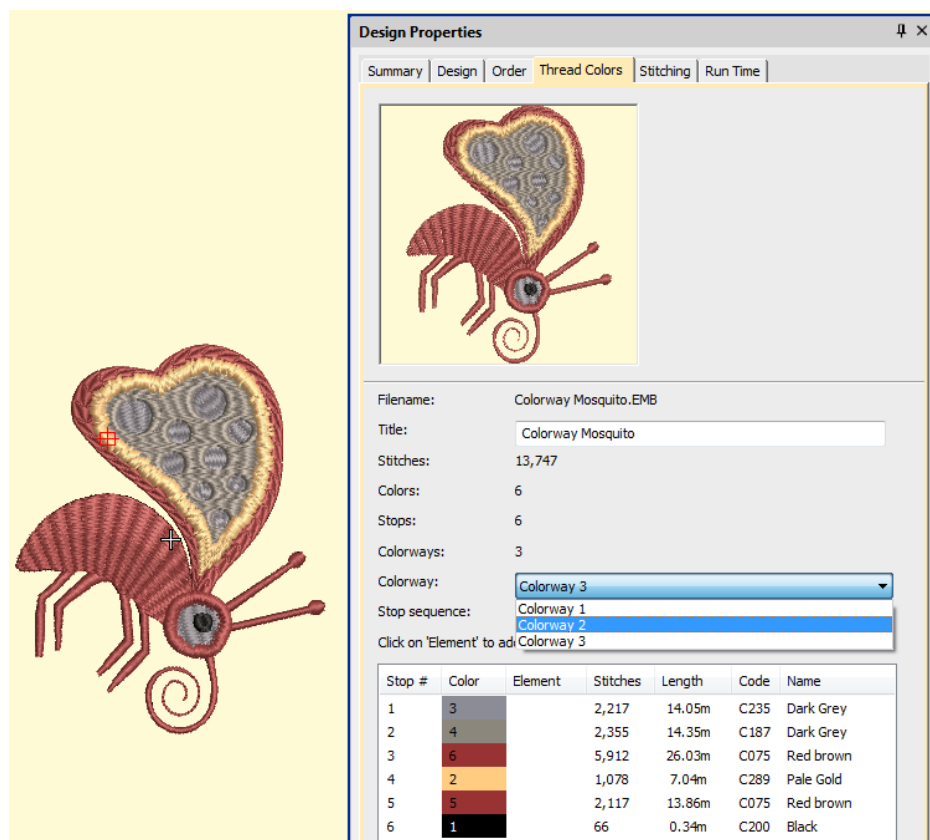 Design Properties
Summary Design Order Thread Colors Stitching Run Time
Filename: Colorway Mosquito.EMB
Title: Colorway Mosquito
Stitches: 13,747
Colors: 6
Stops: 6
Colorways: 3
Colorway: Colorway 3
Colorway 1
Stop sequence:
Colorway 2
Click on 'Element' to ad
Colorway 3
Stop # Color Element Stitches Length Code Name
1 3 2,217 14.05m C235 Dark Grey
2 4 2,355 14.35m C187 Dark Grey
3 6 5,912 26.03m C075 Red brown
4 2 1,078 7.04m C289 Pale Gold
5 5 2,117 13.86m C075 Red brown
6 1 66 0.34m C200 Black